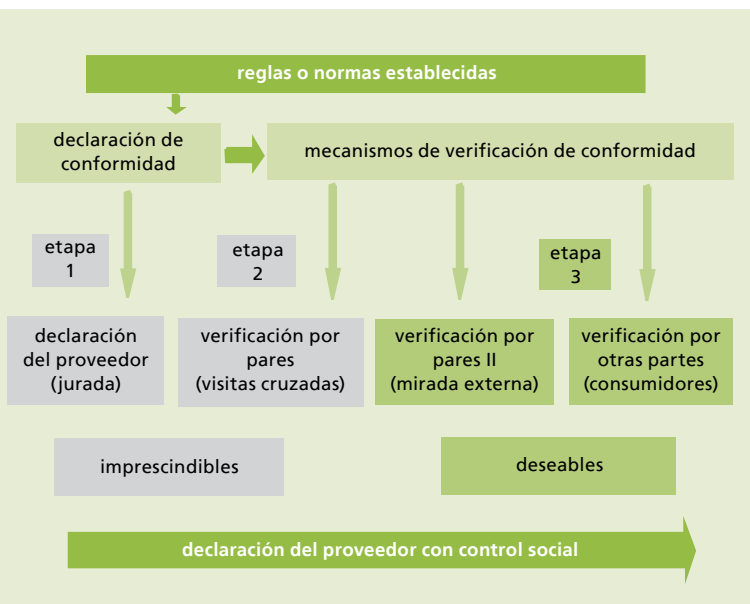 reglas o normas establecidas
declaración de
conformidad
mecanismos de verificación de conformidad
etapa
1
etapa
2
etapa
3
declaración
del proveedor
(jurada)
verificación por
pares
(visitas cruzadas)
verificación por
pares II
(mirada externa)
verificación por
otras partes
(consumidores)
imprescindibles
deseables
declaración del proveedor con control social